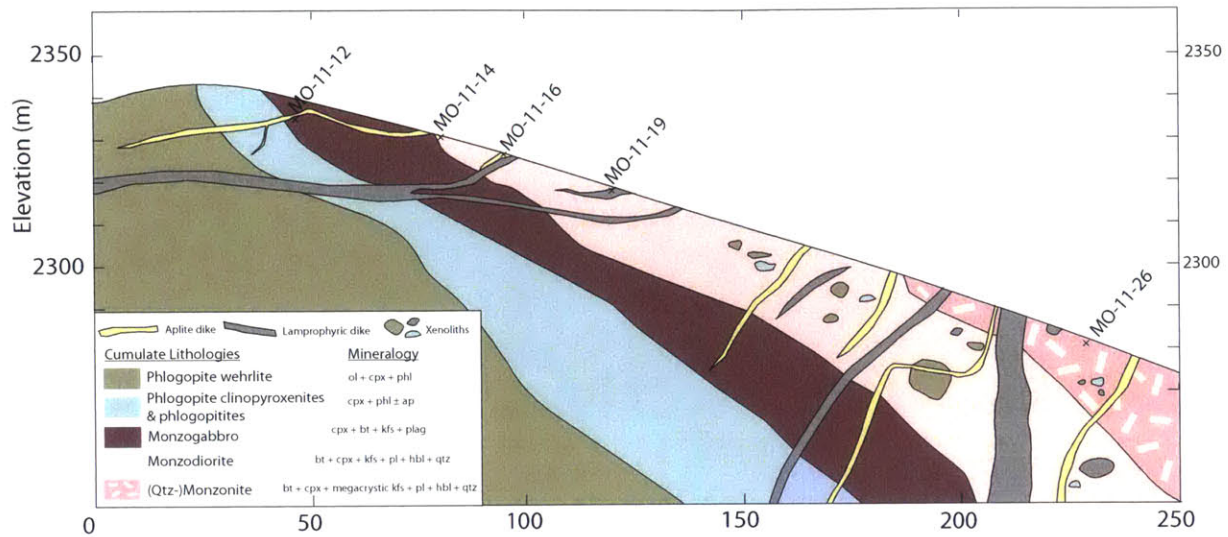 2350
2350
MO-11-12
MO-11-14
MO-11-16
MO-11-19
MO-11-26
Elevation (m)
2300
2300
Aplite dike
Lamprophyric dike
Xenoliths
Cumulate Lithologies
Mineralogy
Phlogopite wehrlite
ol + cpx + phl
Phlogopite clinopyroxenites
& phlogopitites
cpx + phl ± ap
Monzogabbro
cpx + bt + kfs + plag
Monzodiorite
bt + cpx + kfs + pl + hbl + qtz
(Qtz-)Monzonite
bt + cpx + megacrystic kfs + pl + hbl + qtz
0
50
100
150
200
250